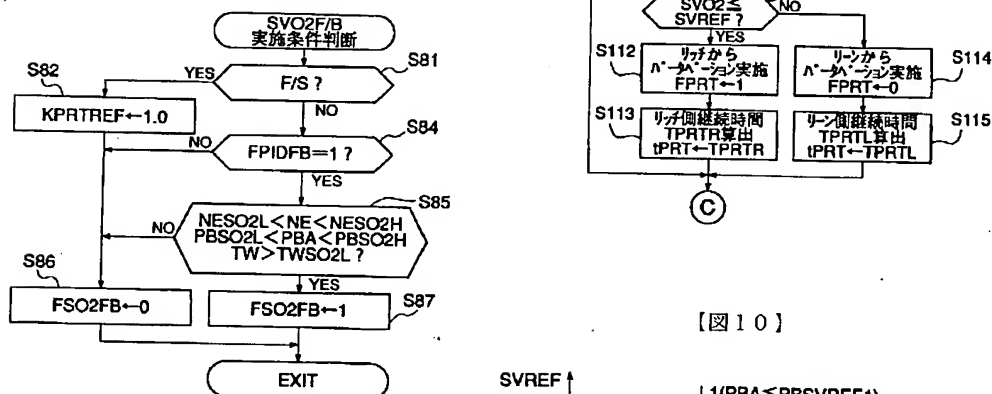 SVO2F/B
実施条件判断
S81
F/S ?
YES
NO
S82
KPRTREF←1.0
S84
FPIDFB=1 ?
NO
YES
S85
NESO2L<NE<NESO2H
PBSO2L<PBA<PBSO2H
TW>TWSO2L ?
NO
YES
S86
FSO2FB←0
FSO2FB←1
S87
EXIT
SVO2≦
SVREF ?
NO
YES
S112
リッチから
パータベーション実施
FPRT←1
リーンから
パータベーション実施
FPRT←0
S114
S113
リッチ側継続時間
TPRTR算出
tPRT←TPRTR
リーン側継続時間
TPRTL算出
tPRT←TPRTL
S115
C
【図10】
SVREF
1(PBA≦PBSVREF1)